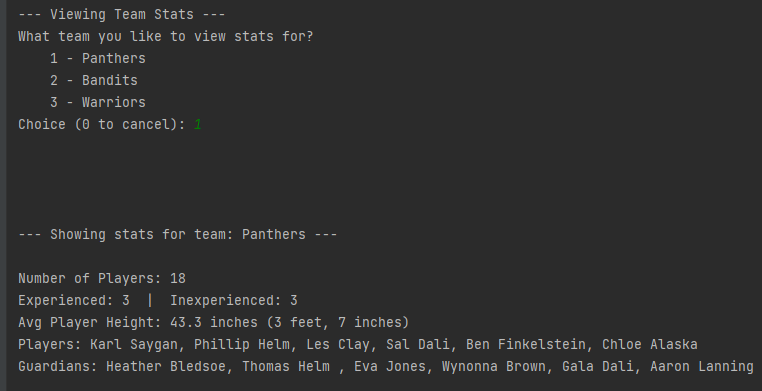 --- Viewing Team Stats ---
What team you like to view stats for?
1 - Panthers
2 - Bandits
3 - Warriors
Choice (0 to cancel): 1
--- Showing stats for team: Panthers ---
Number of Players: 18
Experienced: 3  |  Inexperienced: 3
Avg Player Height: 43.3 inches (3 feet, 7 inches)
Players: Karl Saygan, Phillip Helm, Les Clay, Sal Dali, Ben Finkelstein, Chloe Alaska
Guardians: Heather Bledsoe, Thomas Helm , Eva Jones, Wynonna Brown, Gala Dali, Aaron Lanning